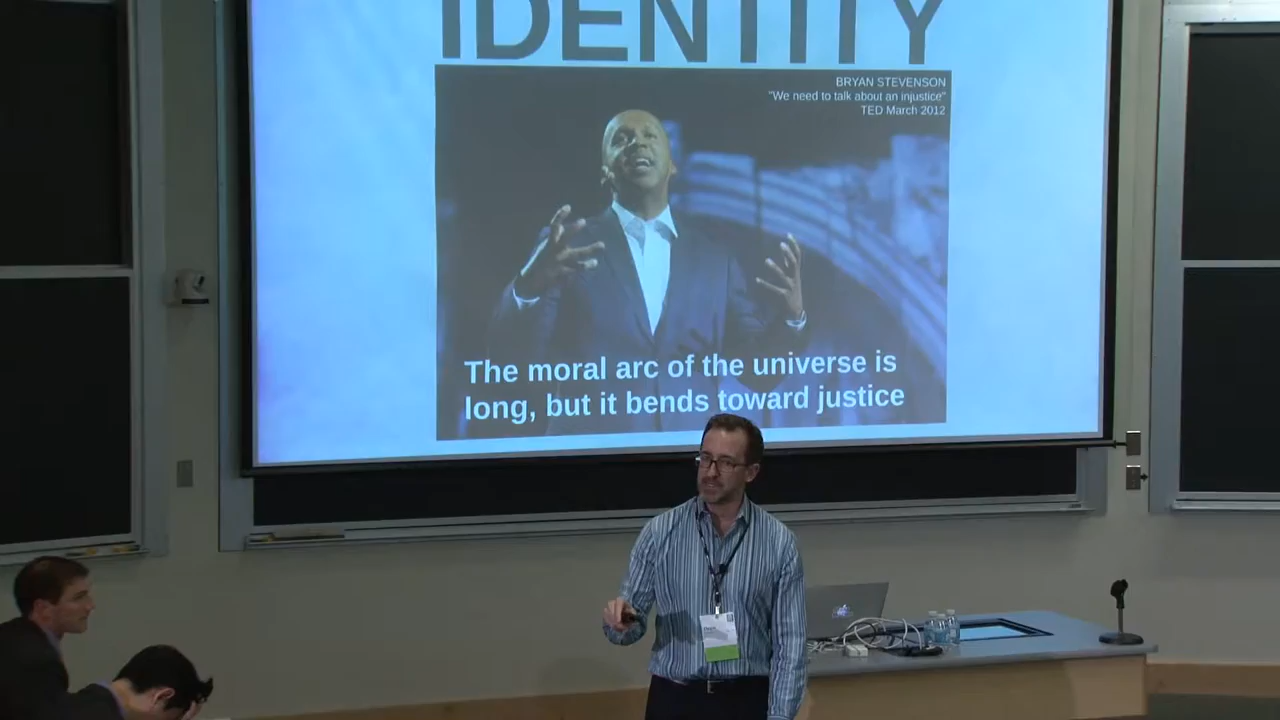 IDENTITY
BRYAN STEVENSON
"We need to talk about an injustice"
TED March 2012
The moral arc of the universe is
long, but it bends toward justice